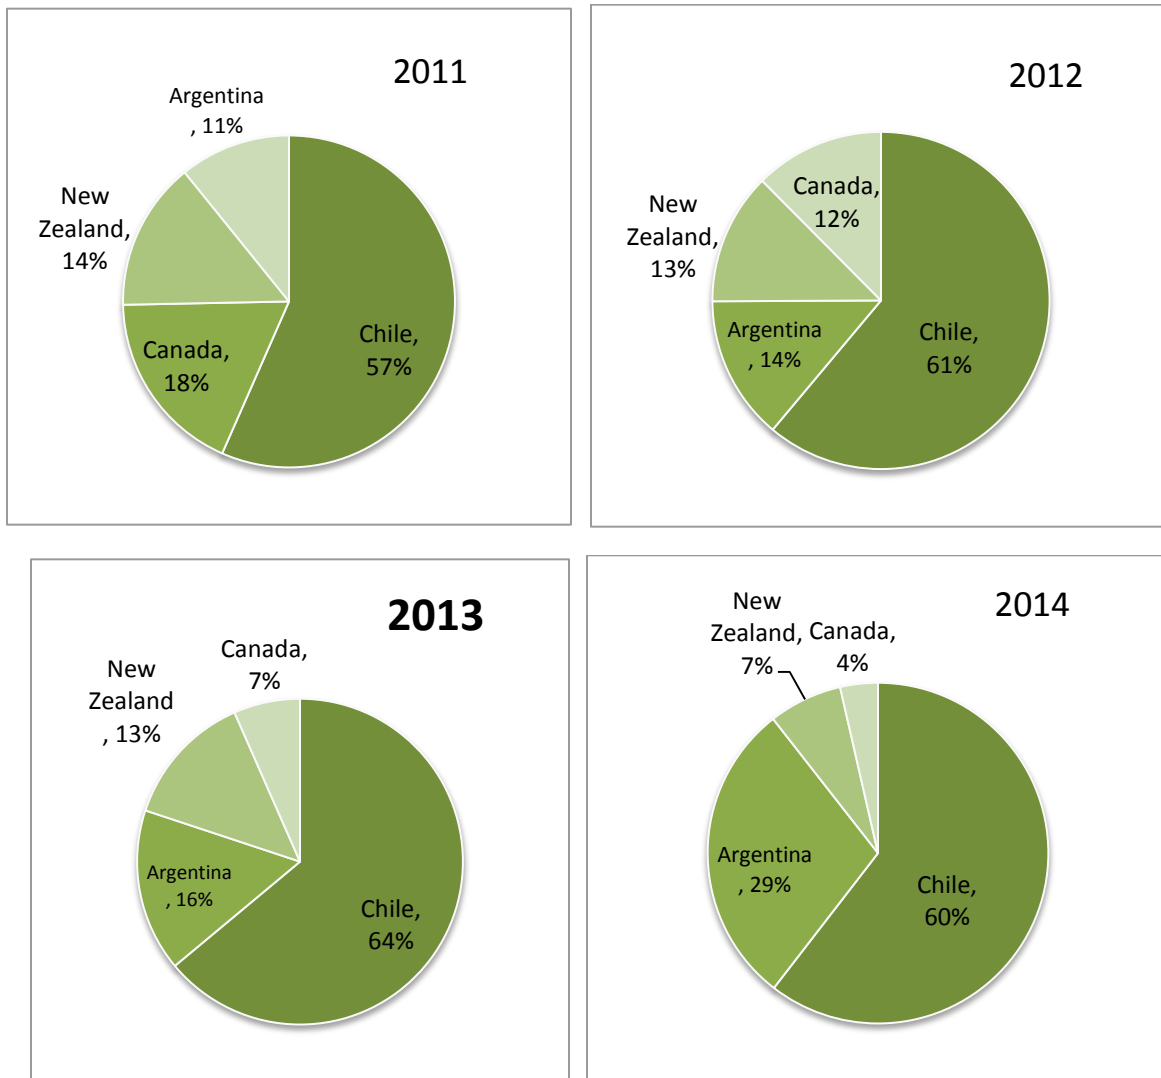 2011
Argentina
, 11%
New
Zealand,
14%
Canada,
18%
Chile,
57%
2012
Canada,
12%
New
Zealand,
13%
Argentina
, 14%
Chile,
61%
2013
Canada,
7%
New
Zealand
, 13%
Argentina
, 16%
Chile,
64%
2014
New
Zealand,
7%
Canada,
4%
Argentina
, 29%
Chile,
60%